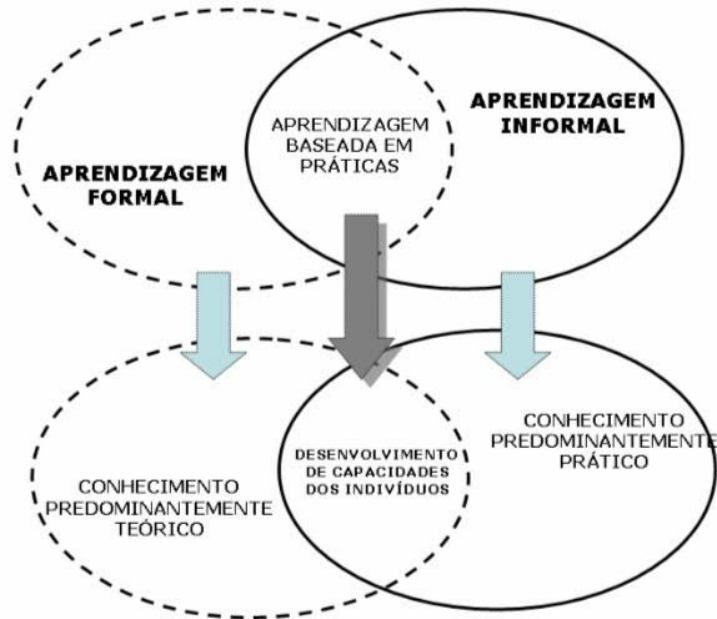 APRENDIZAGEM
FORMAL
APRENDIZAGEM
BASEADA EM
PRÁTICAS
APRENDIZAGEM
INFORMAL
CONHECIMENTO
PREDOMINANTEMENTE
TEÓRICO
DESENVOLVIMENTO
DE CAPACIDADES
DOS INDIVÍDUOS
CONHECIMENTO
PREDOMINANTEMENTE
PRÁTICO